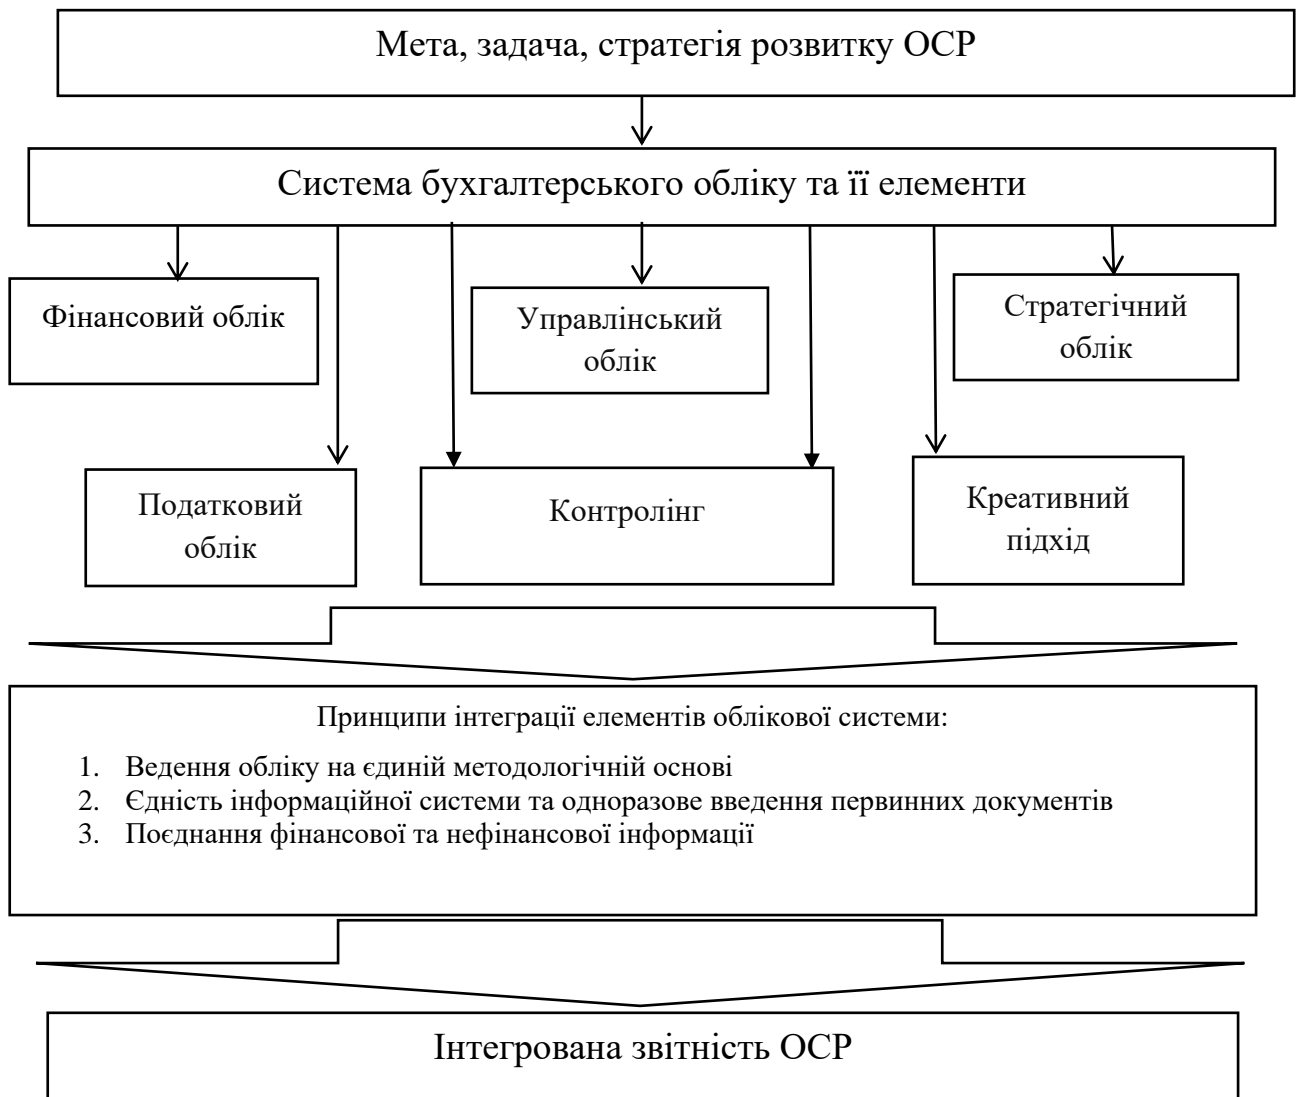 Мета, задача, стратегія розвитку ОСР
Система бухгалтерського обліку та її елементи
Фінансовий облік
Управлінський
облік
Стратегічний
облік
Податковий
облік
Контролінг
Креативний
підхід
Принципи інтеграції елементів облікової системи:
1. Ведення обліку на єдиній методологічній основі
2. Єдність інформаційної системи та одноразове введення первинних документів
3. Поєднання фінансової та нефінансової інформації
Інтегрована звітність ОСР